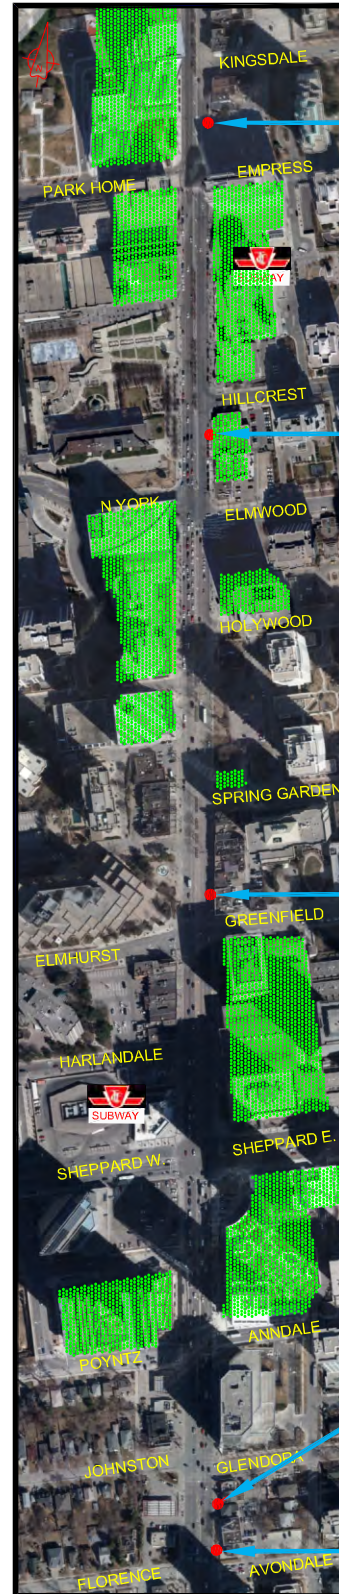 KINGSDALE
EMPRESS
PARK HOME
SUBWAY
HILLCREST
N.YORK
ELMWOOD
HOLYWOOD
SPRING GARDEN
GREENFIELD
ELMHURST
HARLANDALE
SUBWAY
SHEPPARD E.
SHEPPARD W.
ANNDALE
POYNTZ
GLENDORA
JOHNSTON
AVONDALE
FLORENCE